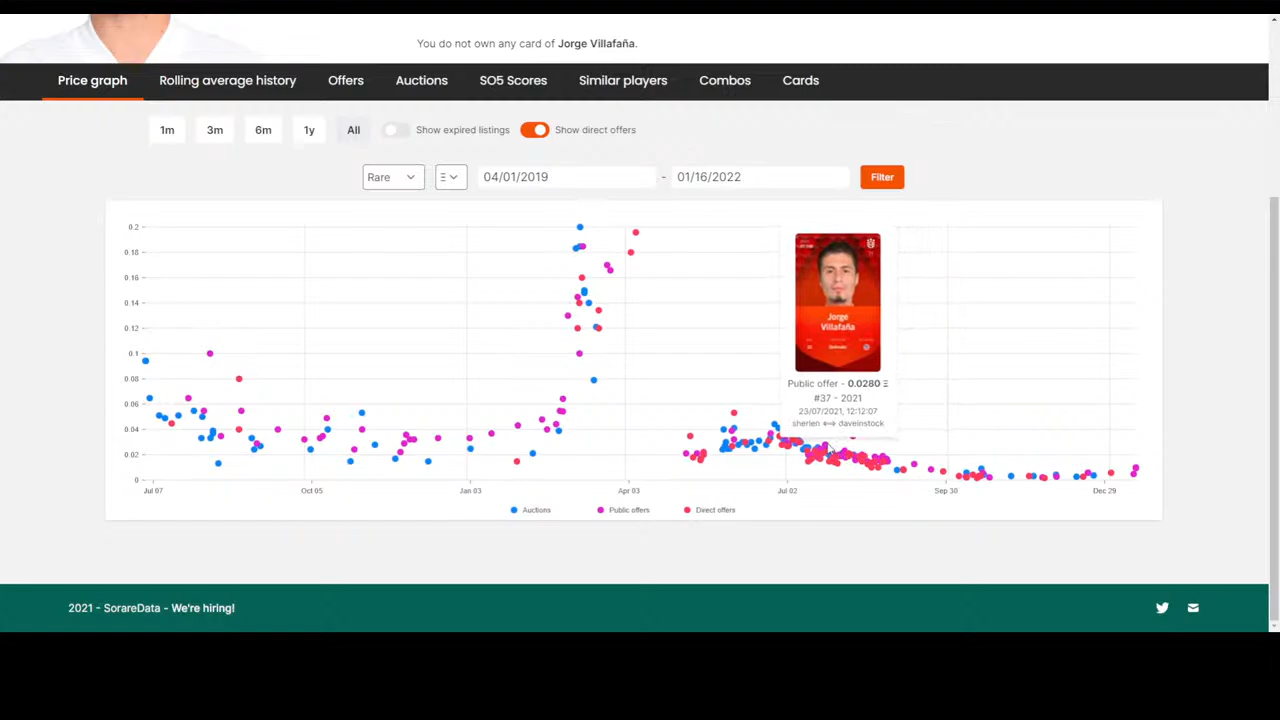 You do not own any card of Jorge Villafaña.
Price graph Rolling average history Offers Auctions SO5 Scores Similar players Combos Cards
1m 3m 6m 1y All Show expired listings Show direct offers
Rare Ξ 04/01/2019 - 01/16/2022 Filter
0.2
0.18
0.16
0.14
0.12
0.1
0.08
0.06
0.04
0.02
0
Jorge
Villafaña
Defender
Public offer - 0.0280 Ξ
#37 - 2021
23/07/2021, 12:12:07
sherlen <=> daveinstock
Jul 07 Oct 05 Jan 03 Apr 03 Jul 02 Sep 30 Dec 29
Auctions Public offers Direct offers
2021 - SorareData - We're hiring!